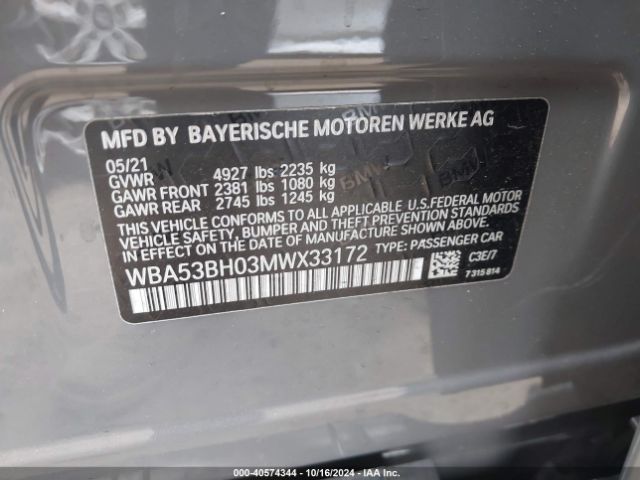 MFD BY BAYERISCHE MOTOREN WERKE AG
05/21
GVWR 4927 lbs 2235 kg
GAWR FRONT 2381 lbs 1080 kg
GAWR REAR 2745 lbs 1245 kg
THIS VEHICLE CONFORMS TO ALL APPLICABLE U.S.FEDERAL MOTOR
VEHICLE SAFETY, BUMPER, AND THEFT PREVENTION STANDARDS
IN EFFECT ON THE DATE OF MANUFACTURE SHOWN ABOVE.
WBA53BH03MWX33172 TYPE: PASSENGER CAR
C3E/7
7315814
000-40574344 | 10/16/2024 | IAA Inc.